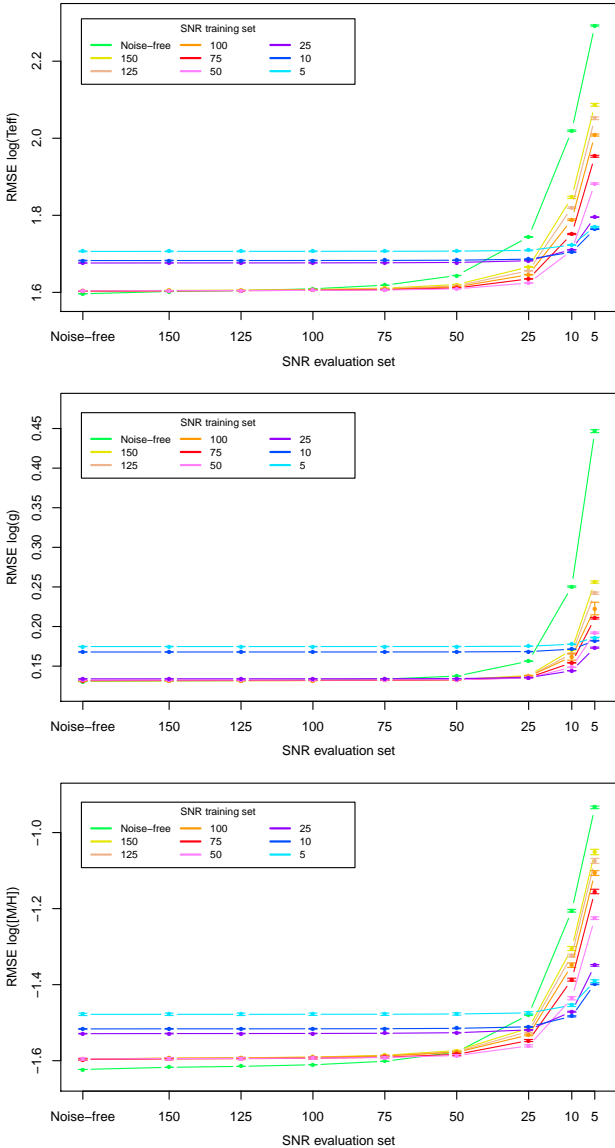 SNR training set
Noise−free 100 25
150 75 10
125 50 5
RMSE log(Teff)
2.2
2.0
1.8
1.6
Noise−free 150 125 100 75 50 25 10 5
SNR evaluation set
SNR training set
Noise−free 100 25
150 75 10
125 50 5
RMSE log(g)
0.45
0.40
0.35
0.30
0.25
0.20
0.15
Noise−free 150 125 100 75 50 25 10 5
SNR evaluation set
SNR training set
Noise−free 100 25
150 75 10
125 50 5
RMSE log([M/H])
−1.0
−1.2
−1.4
−1.6
Noise−free 150 125 100 75 50 25 10 5
SNR evaluation set